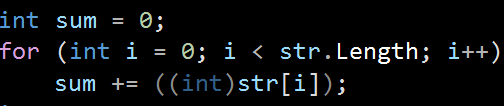 int sum = 0;
for (int i = 0; i < str.Length; i++)
    sum += ((int)str[i]);